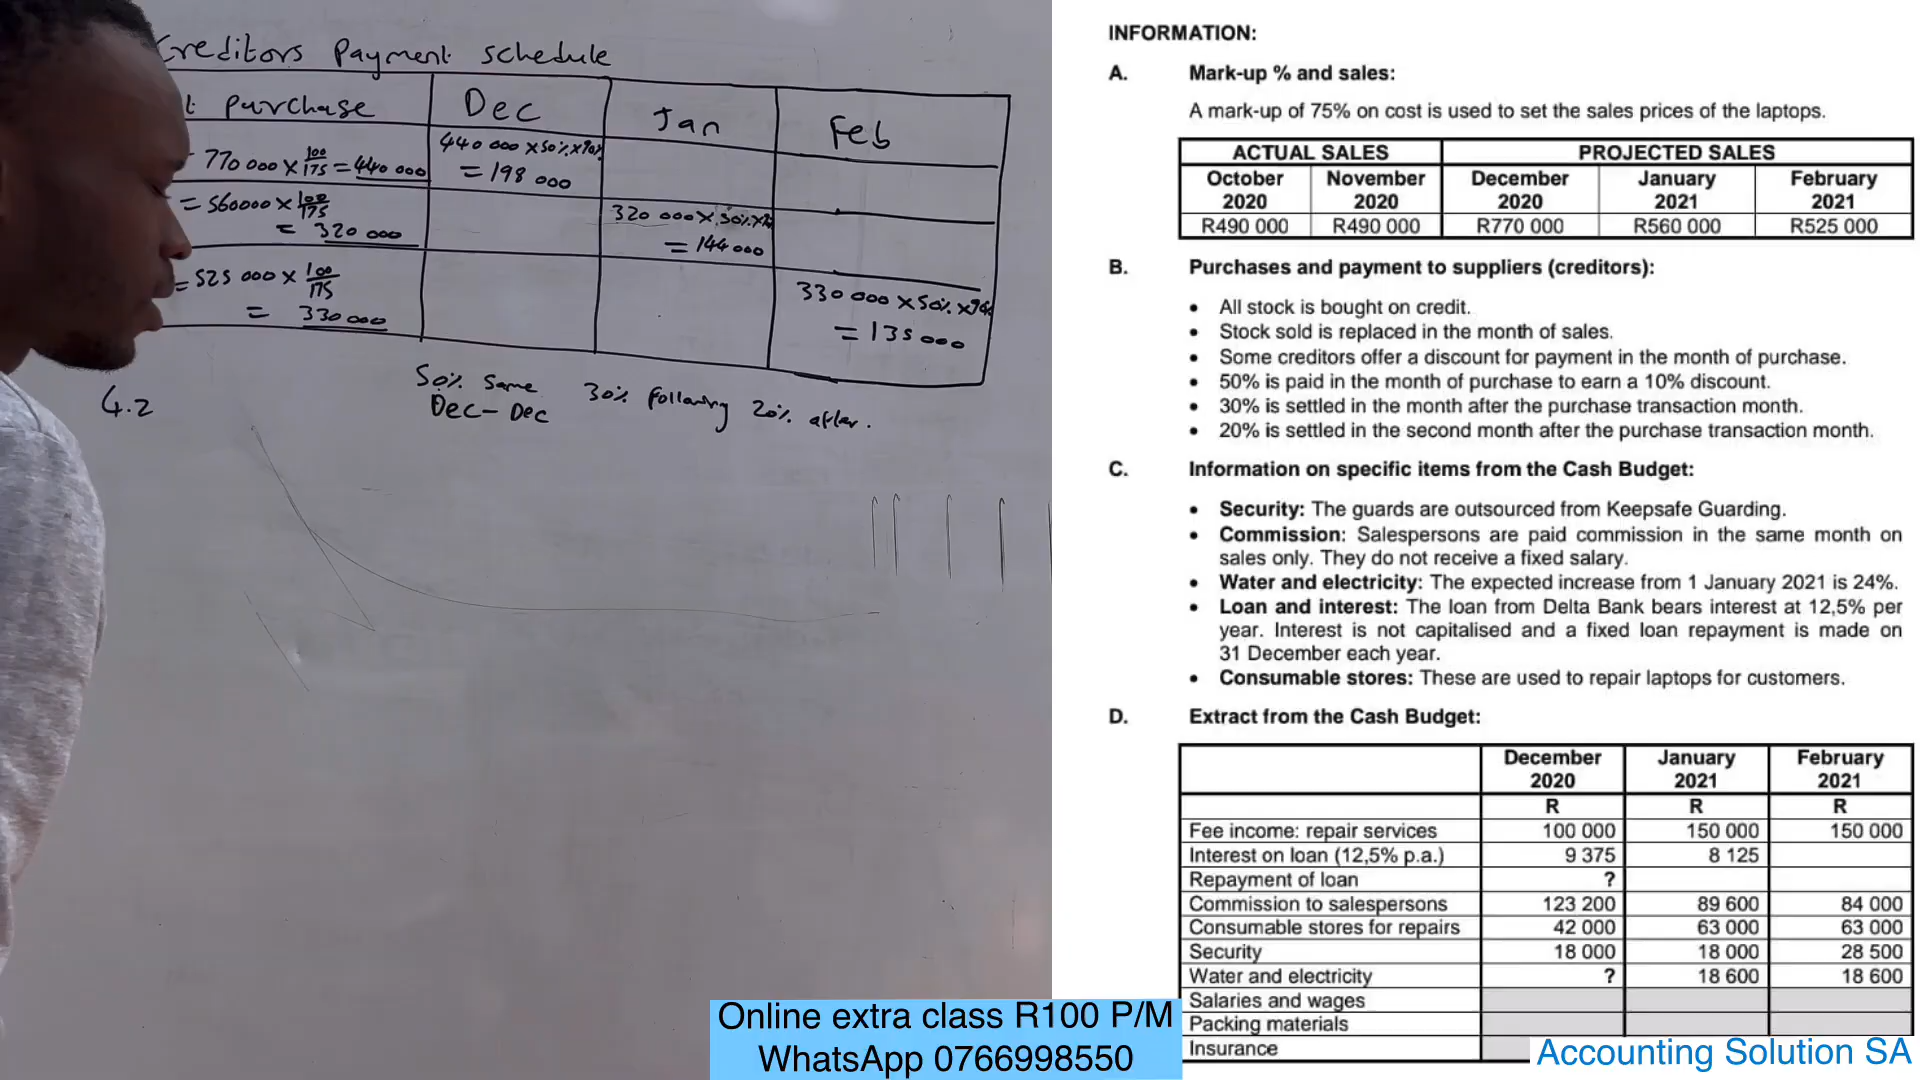 Creditors Payment schedule
t purchase Dec Jan Feb
770 000 × 100/175 = 440 000
440 000 × 50% × 90%
= 198 000
= 560000 × 100/175
= 320 000
320 000 × 50% ×
= 144 000
= 525 000 × 100/175
= 330 000
330 000 × 50% × 90%
= 135 000
4.2
50% Same 30% following 20% after.
Dec - Dec
INFORMATION:
A. Mark-up % and sales:
A mark-up of 75% on cost is used to set the sales prices of the laptops.
ACTUAL SALES PROJECTED SALES
October November December January February
2020 2020 2020 2021 2021
R490 000 R490 000 R770 000 R560 000 R525 000
B. Purchases and payment to suppliers (creditors):
• All stock is bought on credit.
• Stock sold is replaced in the month of sales.
• Some creditors offer a discount for payment in the month of purchase.
• 50% is paid in the month of purchase to earn a 10% discount.
• 30% is settled in the month after the purchase transaction month.
• 20% is settled in the second month after the purchase transaction month.
C. Information on specific items from the Cash Budget:
• Security: The guards are outsourced from Keepsafe Guarding.
• Commission: Salespersons are paid commission in the same month on
sales only. They do not receive a fixed salary.
• Water and electricity: The expected increase from 1 January 2021 is 24%.
• Loan and interest: The loan from Delta Bank bears interest at 12,5% per
year. Interest is not capitalised and a fixed loan repayment is made on
31 December each year.
• Consumable stores: These are used to repair laptops for customers.
D. Extract from the Cash Budget:
December January February
2020 2021 2021
R R R
Fee income: repair services 100 000 150 000 150 000
Interest on loan (12,5% p.a.) 9 375 8 125
Repayment of loan ?
Commission to salespersons 123 200 89 600 84 000
Consumable stores for repairs 42 000 63 000 63 000
Security 18 000 18 000 28 500
Water and electricity ? 18 600 18 600
Salaries and wages
Packing materials
Insurance
Online extra class R100 P/M
WhatsApp 0766998550
Accounting Solution SA